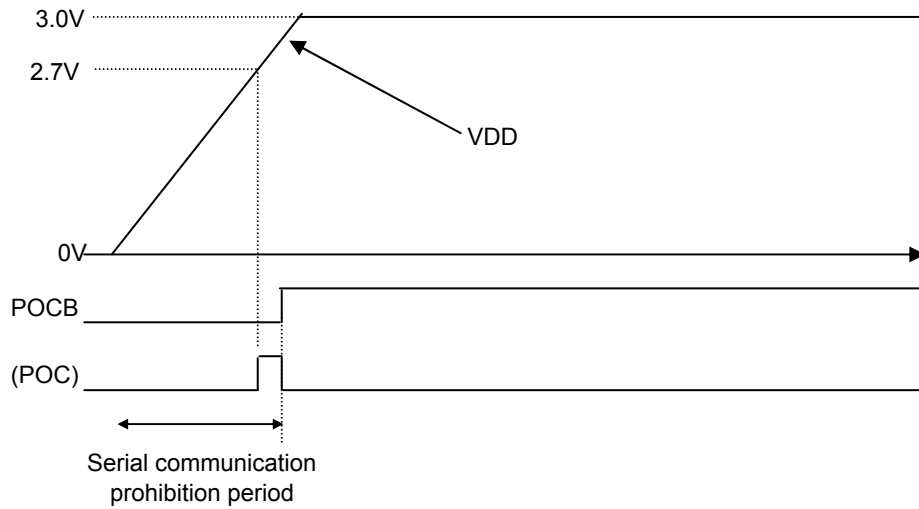 3.0V
2.7V
VDD
0V
POCB
(POC)
Serial communication
prohibition period